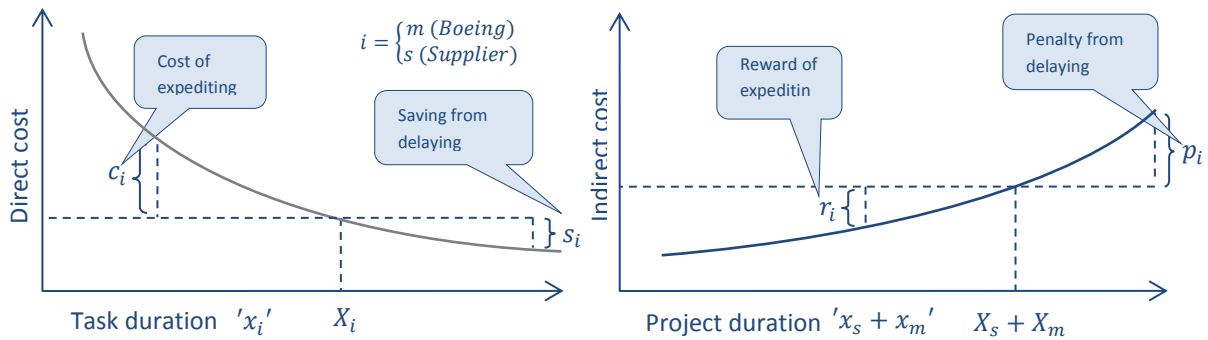 Direct cost
Cost of
expediting
i = { m (Boeing)
s (Supplier)
Saving from
delaying
c_i
s_i
Task duration 'x_i' X_i
Indirect cost
Reward of
expeditin
Penalty from
delaying
r_i
p_i
Project duration 'x_s + x_m' X_s + X_m